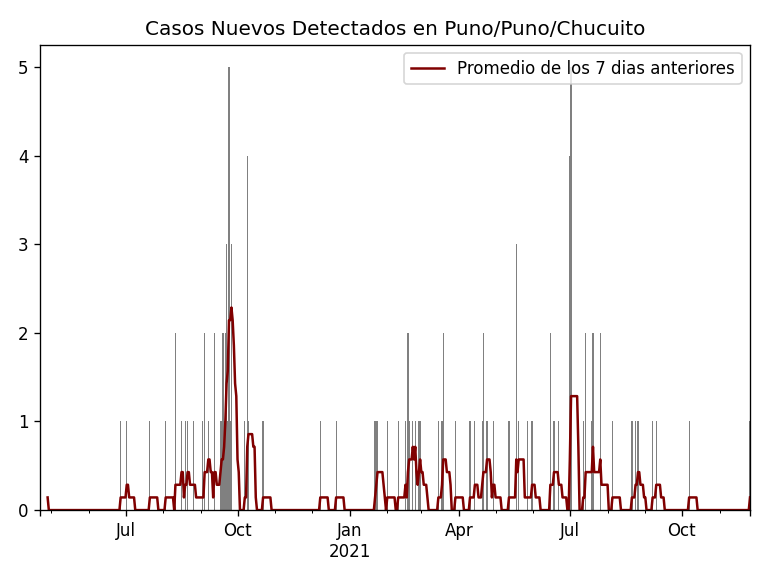 Casos Nuevos Detectados en Puno/Puno/Chucuito
Promedio de los 7 dias anteriores
5
4
3
2
1
0
Jul
Oct
Jan
Apr
Jul
Oct
2021